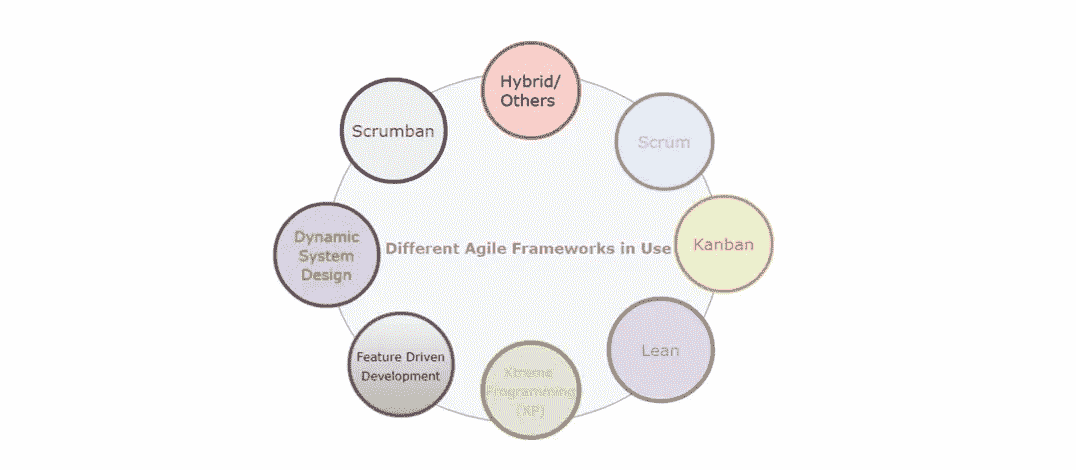 Hybrid/
Others
Scrum
Kanban
Lean
Xtreme
Programming
(XP)
Feature Driven
Development
Dynamic
System
Design
Scrumban
Different Agile Frameworks in Use